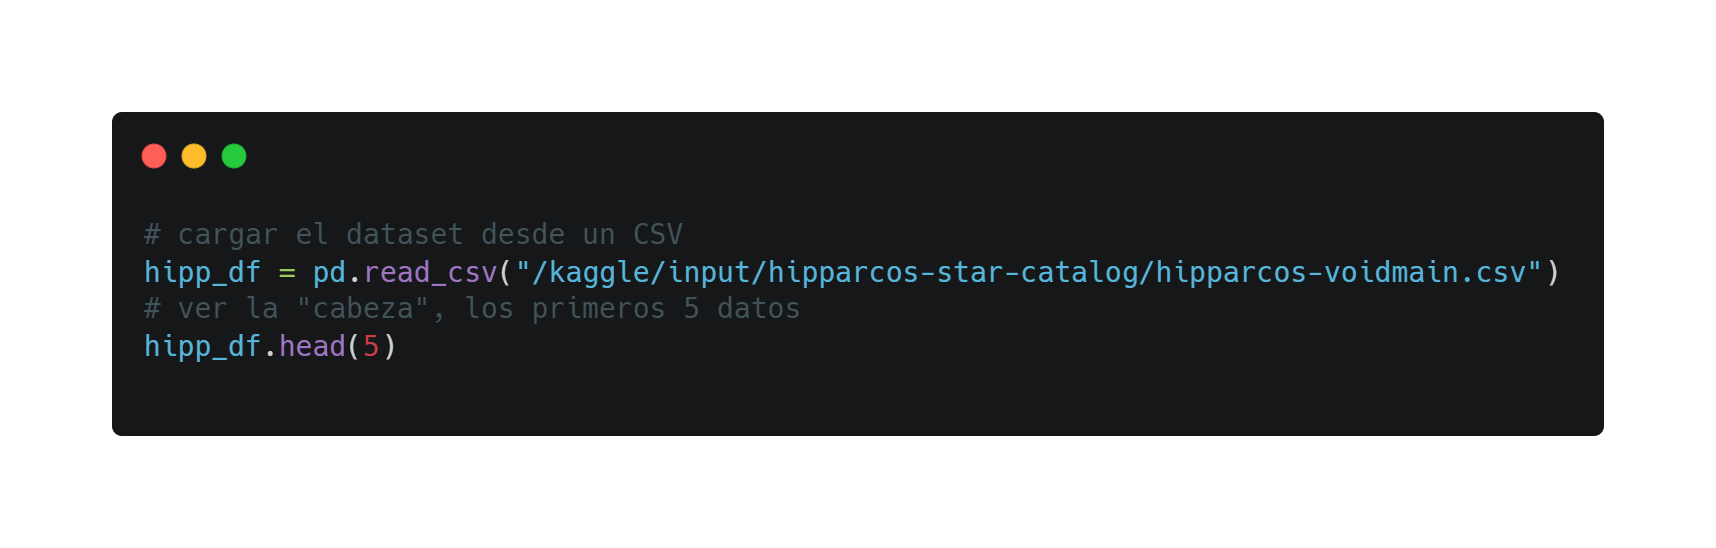 # cargar el dataset desde un CSV
hipp_df = pd.read_csv("/kaggle/input/hipparcos-star-catalog/hipparcos-voidmain.csv")
# ver la "cabeza", los primeros 5 datos
hipp_df.head(5)